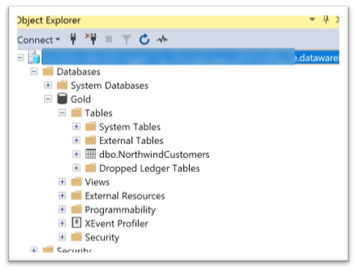 Object Explorer
Connect
e.dataware
Databases
System Databases
Gold
Tables
System Tables
External Tables
dbo.NorthwindCustomers
Dropped Ledger Tables
Views
External Resources
Programmability
XEvent Profiler
Security
Security